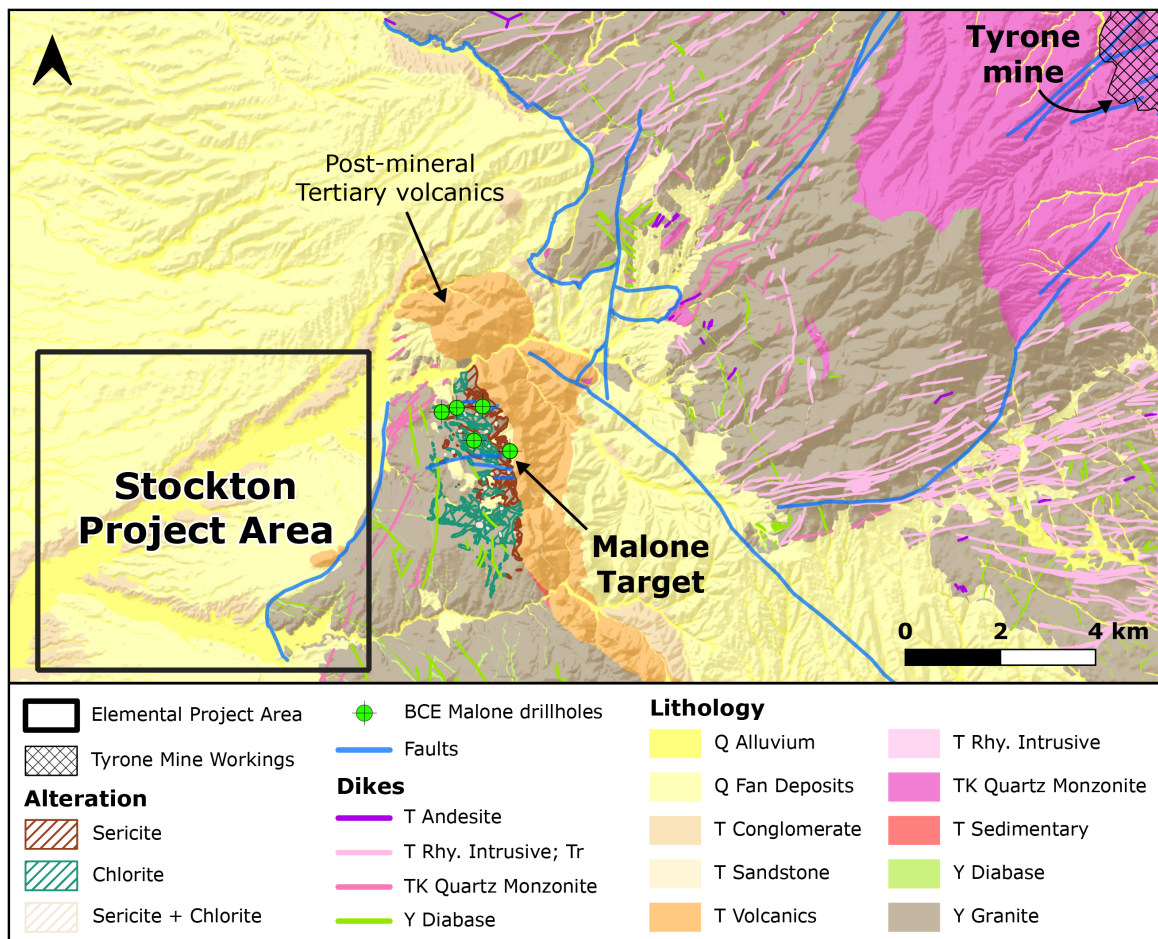 Tyrone
mine
Post-mineral
Tertiary volcanics
Stockton
Project Area
Malone
Target
0 2 4 km
Elemental Project Area
Tyrone Mine Workings
Alteration
Sericite
Chlorite
Sericite + Chlorite
BCE Malone drillholes
Faults
Dikes
T Andesite
T Rhy. Intrusive; Tr
TK Quartz Monzonite
Y Diabase
Lithology
Q Alluvium
Q Fan Deposits
T Conglomerate
T Sandstone
T Volcanics
T Rhy. Intrusive
TK Quartz Monzonite
T Sedimentary
Y Diabase
Y Granite